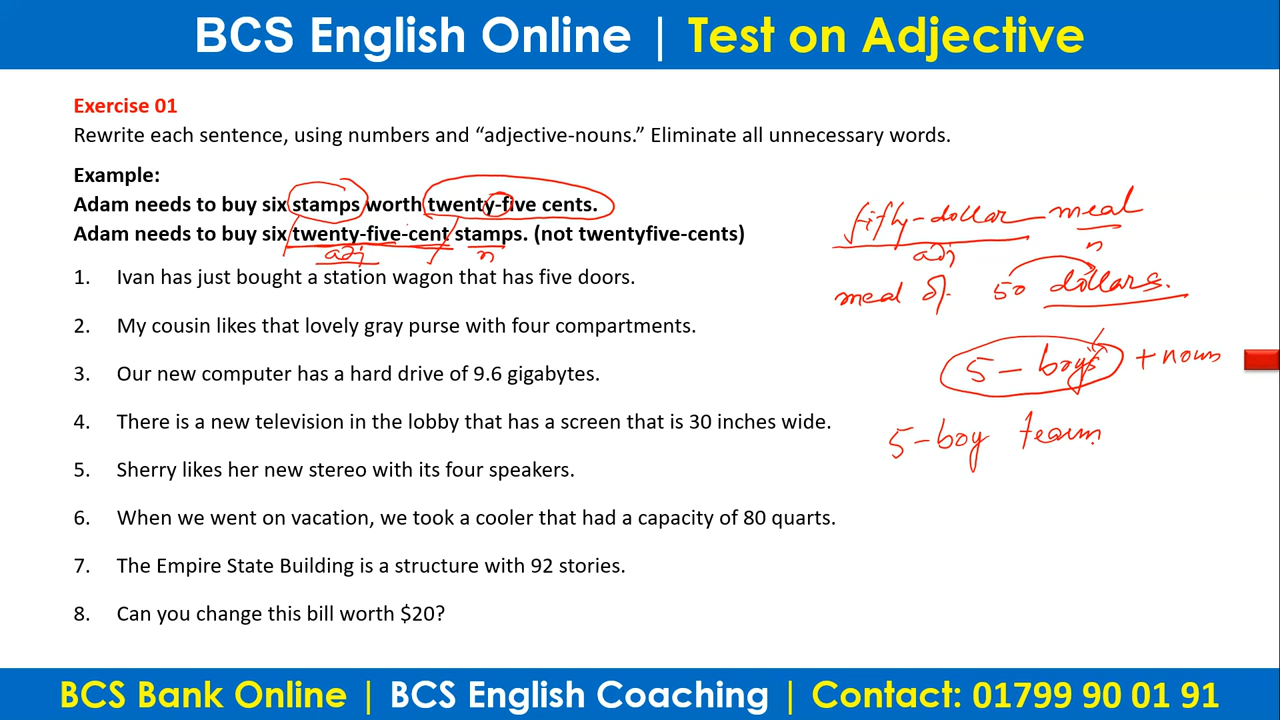 BCS English Online | Test on Adjective
Exercise 01
Rewrite each sentence, using numbers and “adjective-nouns.” Eliminate all unnecessary words.
Example:
Adam needs to buy six stamps worth twenty-five cents.
Adam needs to buy six twenty-five-cent stamps. (not twentyfive-cents)
adj n
1. Ivan has just bought a station wagon that has five doors.
2. My cousin likes that lovely gray purse with four compartments.
3. Our new computer has a hard drive of 9.6 gigabytes.
4. There is a new television in the lobby that has a screen that is 30 inches wide.
5. Sherry likes her new stereo with its four speakers.
6. When we went on vacation, we took a cooler that had a capacity of 80 quarts.
7. The Empire State Building is a structure with 92 stories.
8. Can you change this bill worth $20?
fifty-dollar meal
adj n
meal of 50 dollars.
5 - boys + noun
5-boy team
BCS Bank Online | BCS English Coaching | Contact: 01799 90 01 91